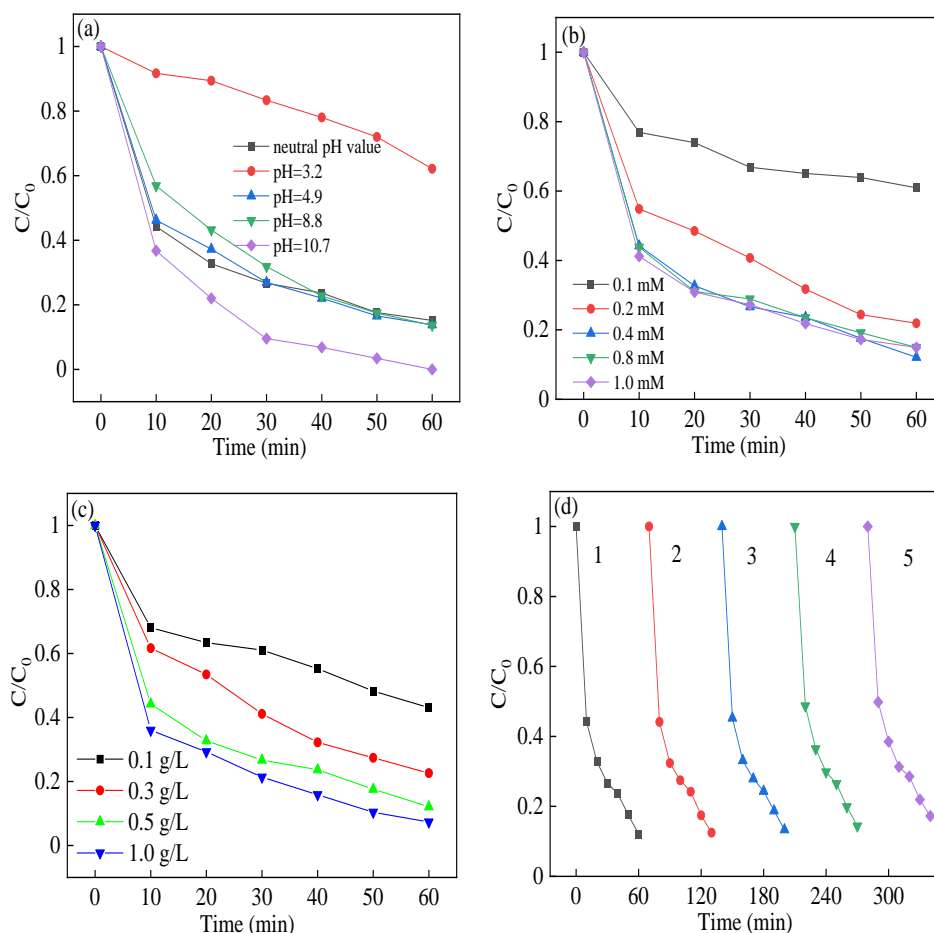 (a)
1
0.8
0.6
0.4
0.2
0
C/C0
neutral pH value
pH=3.2
pH=4.9
pH=8.8
pH=10.7
0 10 20 30 40 50 60
Time (min)
(b)
1
0.8
0.6
0.4
0.2
0
C/C0
0.1 mM
0.2 mM
0.4 mM
0.8 mM
1.0 mM
0 10 20 30 40 50 60
Time (min)
(c)
1
0.8
0.6
0.4
0.2
0
C/C0
0.1 g/L
0.3 g/L
0.5 g/L
1.0 g/L
0 10 20 30 40 50 60
Time (min)
(d)
1
0.8
0.6
0.4
0.2
0
C/C0
1 2 3 4 5
0 60 120 180 240 300
Time (min)